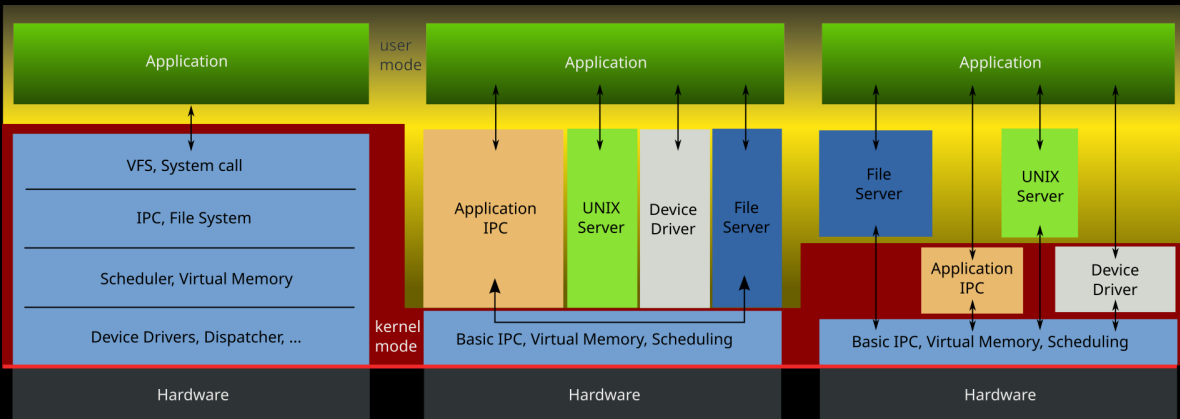 Application
VFS, System call
IPC, File System
Scheduler, Virtual Memory
Device Drivers, Dispatcher, ...
Hardware
user
mode
kernel
mode
Application
Application
IPC
UNIX
Server
Device
Driver
File
Server
Basic IPC, Virtual Memory, Scheduling
Hardware
Application
File
Server
UNIX
Server
Application
IPC
Device
Driver
Basic IPC, Virtual Memory, Scheduling
Hardware